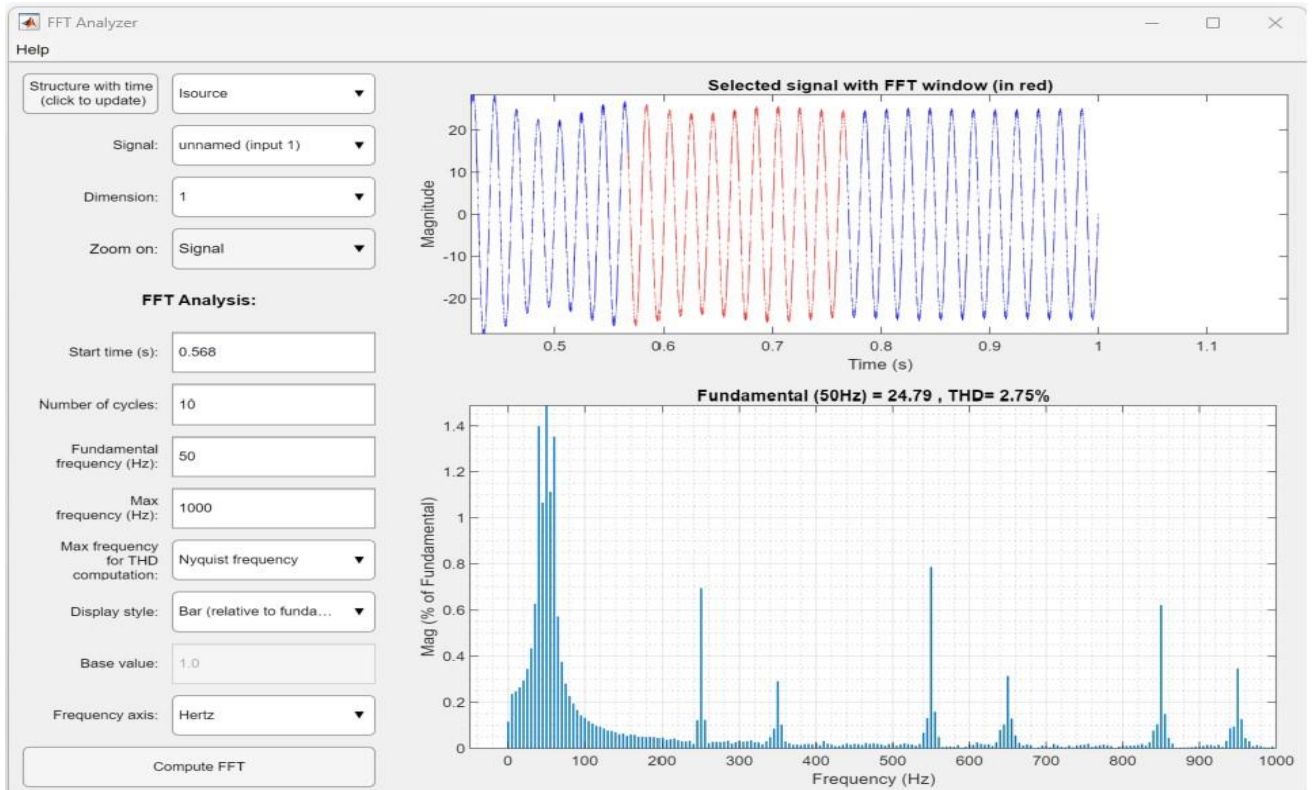 FFT Analyzer
Help
Structure with time
(click to update)
Isource
Signal:
unnamed (input 1)
Dimension:
1
Zoom on:
Signal
FFT Analysis:
Start time (s):
0.568
Number of cycles:
10
Fundamental
frequency (Hz):
50
Max
frequency (Hz):
1000
Max frequency
for THD
computation:
Nyquist frequency
Display style:
Bar (relative to funda...
Base value:
1.0
Frequency axis:
Hertz
Compute FFT
Selected signal with FFT window (in red)
Magnitude
20
10
0
-10
-20
0.5
0.6
0.7
0.8
0.9
1
1.1
Time (s)
Fundamental (50Hz) = 24.79 , THD= 2.75%
Mag (% of Fundamental)
1.4
1.2
1
0.8
0.6
0.4
0.2
0
0
100
200
300
400
500
600
700
800
900
1000
Frequency (Hz)